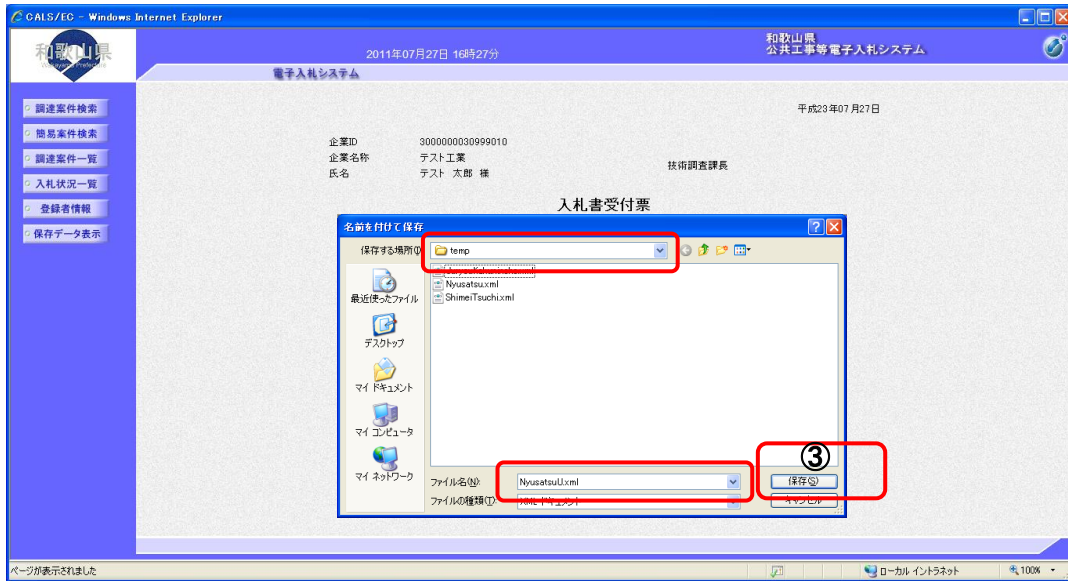 CALS/EC - Windows Internet Explorer
和歌山県
Wakayama Prefecture
2011年07月27日 16時27分
和歌山県
公共工事等電子入札システム
電子入札システム
調達案件検索
簡易案件検索
調達案件一覧
入札状況一覧
登録者情報
保存データ表示
平成23年07月27日
企業ID 3000000030999010
企業名称 テスト工業
氏名 テスト 太郎 様
技術調査課長
入札書受付票
名前を付けて保存
保存する場所(I) temp
Nyusatsu.xml
ShimeiTsuchi.xml
最近使ったファイル
デスクトップ
マイ ドキュメント
マイ コンピュータ
マイ ネットワーク
③
ファイル名(N): NyusatsuU.xml 保存(S)
ファイルの種類(T): XML ドキュメント キャンセル
ページが表示されました
ローカル イントラネット
100%